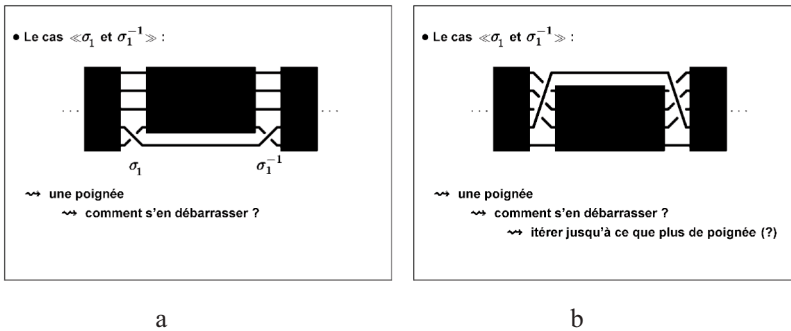 • Le cas ≪σ₁ et σ₁⁻¹≫ :
. . .
. . .
σ₁
σ₁⁻¹
⇝ une poignée
⇝ comment s'en débarrasser ?
a
• Le cas ≪σ₁ et σ₁⁻¹≫ :
. . .
. . .
⇝ une poignée
⇝ comment s'en débarrasser ?
⇝ itérer jusqu'à ce que plus de poignée (?)
b